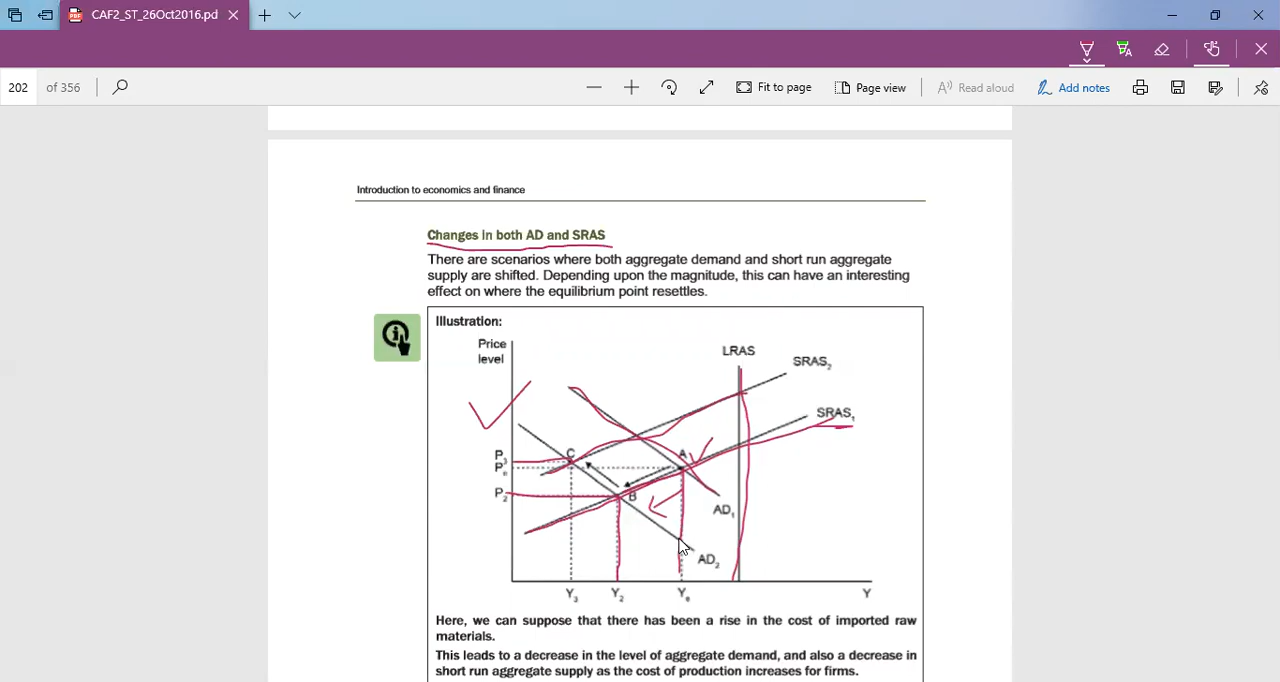 CAF2_ST_26Oct2016.pd
202 of 356
Fit to page
Page view
Read aloud
Add notes
Introduction to economics and finance
Changes in both AD and SRAS
There are scenarios where both aggregate demand and short run aggregate
supply are shifted. Depending upon the magnitude, this can have an interesting
effect on where the equilibrium point resettles.
Illustration:
Price
level
LRAS
SRAS2
SRAS1
P3
Pe
P2
C
A
B
AD1
AD2
Y3
Y2
Ye
Y
Here, we can suppose that there has been a rise in the cost of imported raw
materials.
This leads to a decrease in the level of aggregate demand, and also a decrease in
short run aggregate supply as the cost of production increases for firms.